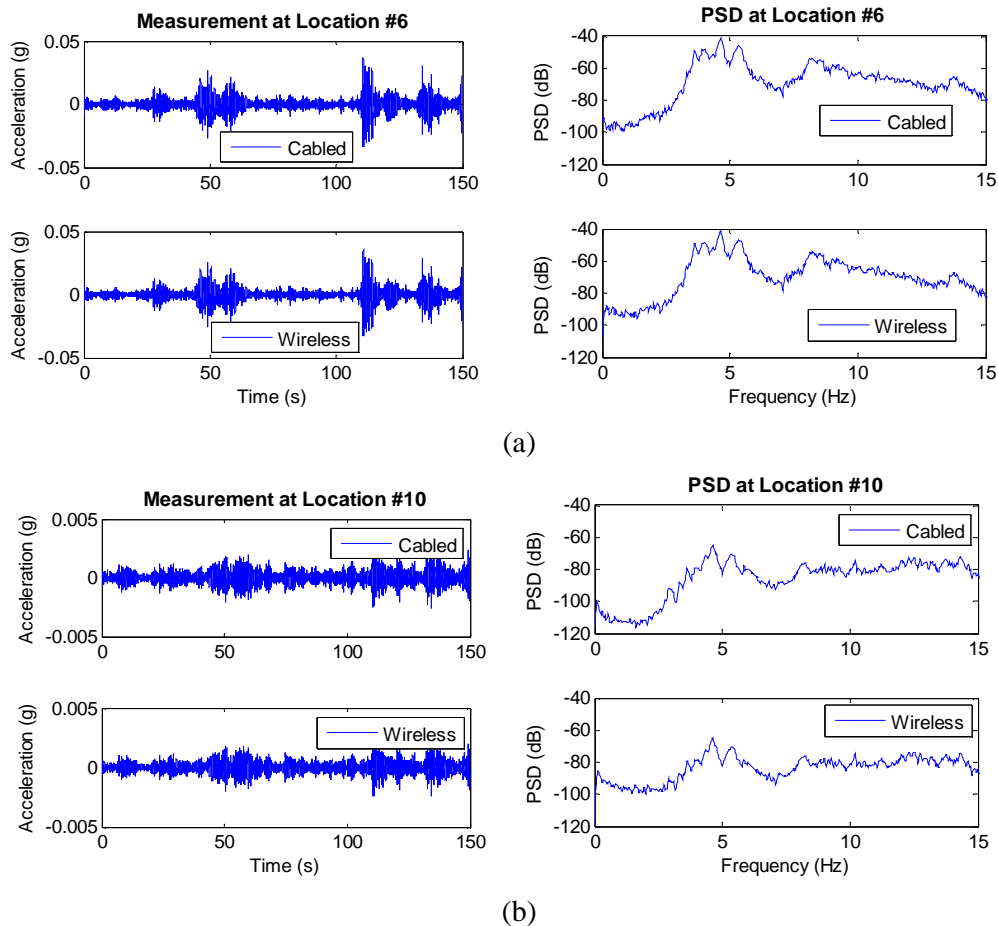 Measurement at Location #6
PSD at Location #6
Acceleration (g)
0.05
0
-0.05
0 50 100 150
Cabled
PSD (dB)
-40
-60
-80
-100
-120
0 5 10 15
Cabled
Acceleration (g)
0.05
0
-0.05
0 50 100 150
Wireless
Time (s)
PSD (dB)
-40
-60
-80
-100
-120
0 5 10 15
Wireless
Frequency (Hz)
(a)
Measurement at Location #10
PSD at Location #10
Acceleration (g)
0.005
0
-0.005
0 50 100 150
Cabled
PSD (dB)
-40
-60
-80
-100
-120
0 5 10 15
Cabled
Acceleration (g)
0.005
0
-0.005
0 50 100 150
Wireless
Time (s)
PSD (dB)
-40
-60
-80
-100
-120
0 5 10 15
Wireless
Frequency (Hz)
(b)